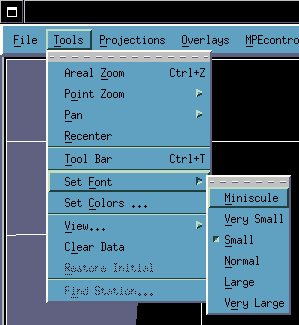 File Tools Projections Overlays MPEcontro
Areal Zoom Ctrl+Z
Point Zoom
Pan
Recenter
Tool Bar Ctrl+T
Set Font
Miniscule
Set Colors ...
Very Small
View...
Small
Clear Data
Normal
Restore Initial
Large
Find Station...
Very Large